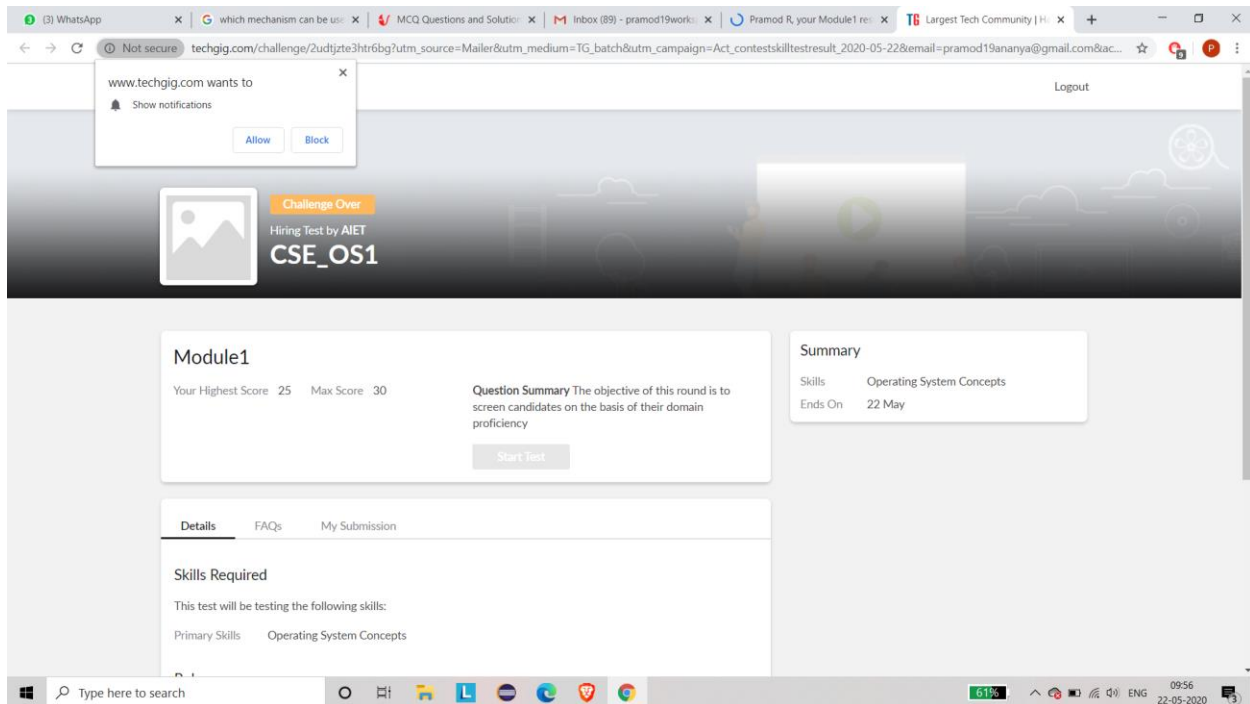 (3) WhatsApp
which mechanism can be use
MCQ Questions and Solution
Inbox (89) - pramod19works
Pramod R, your Module1 res
TG Largest Tech Community | Ha
Not secure techgig.com/challenge/2udtjzte3htr6bg?utm_source=Mailer&utm_medium=TG_batch&utm_campaign=Act_contestskilltestresult_2020-05-22&email=pramod19ananya@gmail.com&ac...
www.techgig.com wants to
Show notifications
Allow Block
Logout
Challenge Over
Hiring Test by AIET
CSE_OS1
Module1
Your Highest Score 25 Max Score 30
Question Summary The objective of this round is to
screen candidates on the basis of their domain
proficiency
Start Test
Summary
Skills Operating System Concepts
Ends On 22 May
Details FAQs My Submission
Skills Required
This test will be testing the following skills:
Primary Skills Operating System Concepts
Type here to search
61%
ENG
09:56
22-05-2020